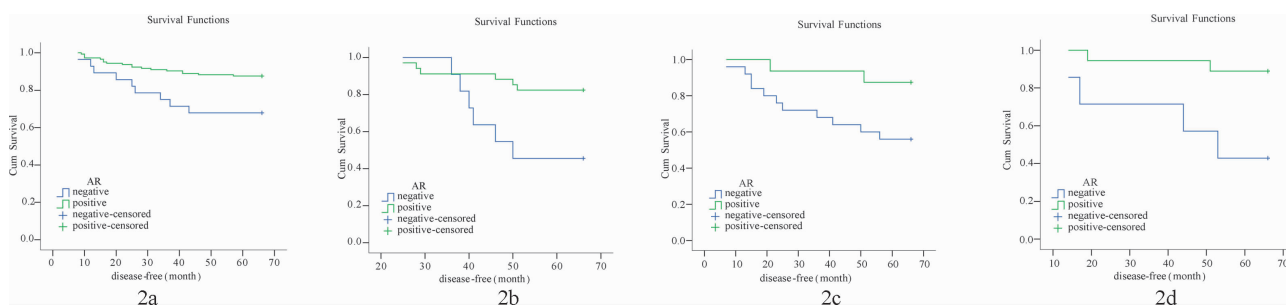 Survival Functions
Cum Survival
1.0
0.8
0.6
0.4
0.2
0.0
AR
negative
positive
negative-censored
positive-censored
0 10 20 30 40 50 60 70
disease-free (month)
2a
Survival Functions
Cum Survival
1.0
0.8
0.6
0.4
0.2
0.0
AR
negative
positive
negative-censored
positive-censored
20 30 40 50 60 70
disease-free (month)
2b
Survival Functions
Cum Survival
1.0
0.8
0.6
0.4
0.2
0.0
AR
negative
positive
negative-censored
positive-censored
0 10 20 30 40 50 60 70
disease-free (month)
2c
Survival Functions
Cum Survival
1.0
0.8
0.6
0.4
0.2
0.0
AR
negative
positive
negative-censored
positive-censored
10 20 30 40 50 60 70
disease-free (month)
2d